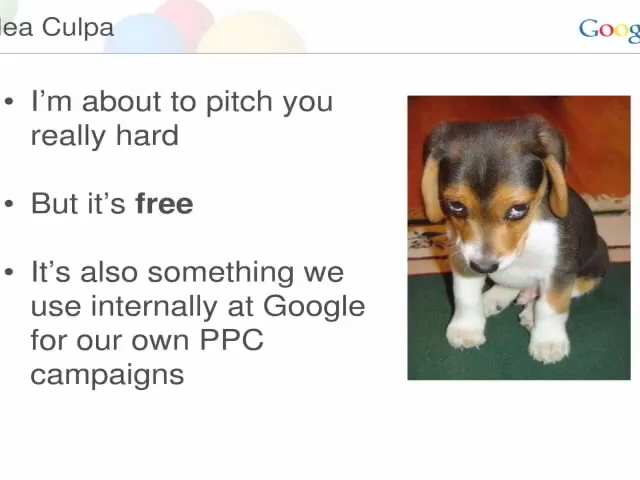 lea Culpa
Goog
• I'm about to pitch you
really hard
• But it's free
• It's also something we
use internally at Google
for our own PPC
campaigns